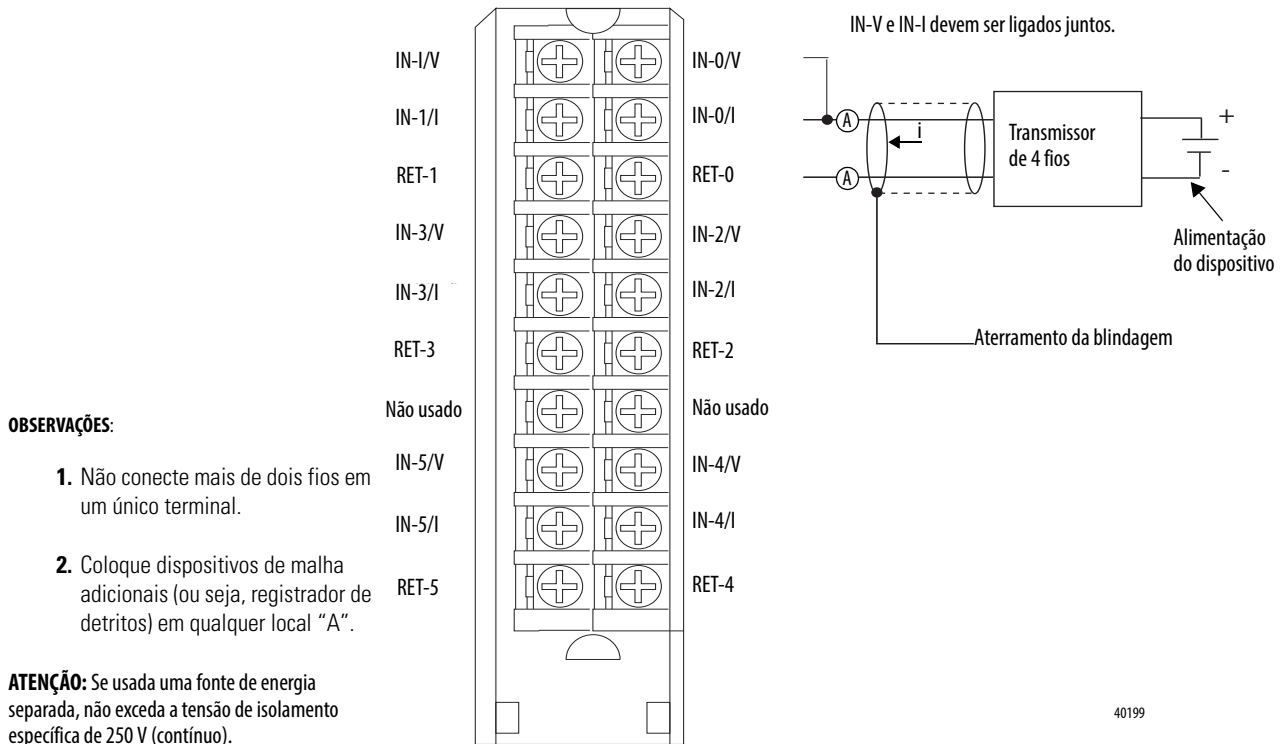 IN-V e IN-I devem ser ligados juntos.
IN-I/V
IN-0/V
IN-1/I
IN-0/I
RET-1
RET-0
IN-3/V
IN-2/V
IN-3/I
IN-2/I
RET-3
RET-2
Não usado
Não usado
IN-5/V
IN-4/V
IN-5/I
IN-4/I
RET-5
RET-4
A
i
A
Transmissor
de 4 fios
+
-
Alimentação
do dispositivo
Aterramento da blindagem
OBSERVAÇÕES:
1. Não conecte mais de dois fios em
um único terminal.
2. Coloque dispositivos de malha
adicionais (ou seja, registrador de
detritos) em qualquer local “A”.
ATENÇÃO: Se usada uma fonte de energia
separada, não exceda a tensão de isolamento
específica de 250 V (contínuo).
40199